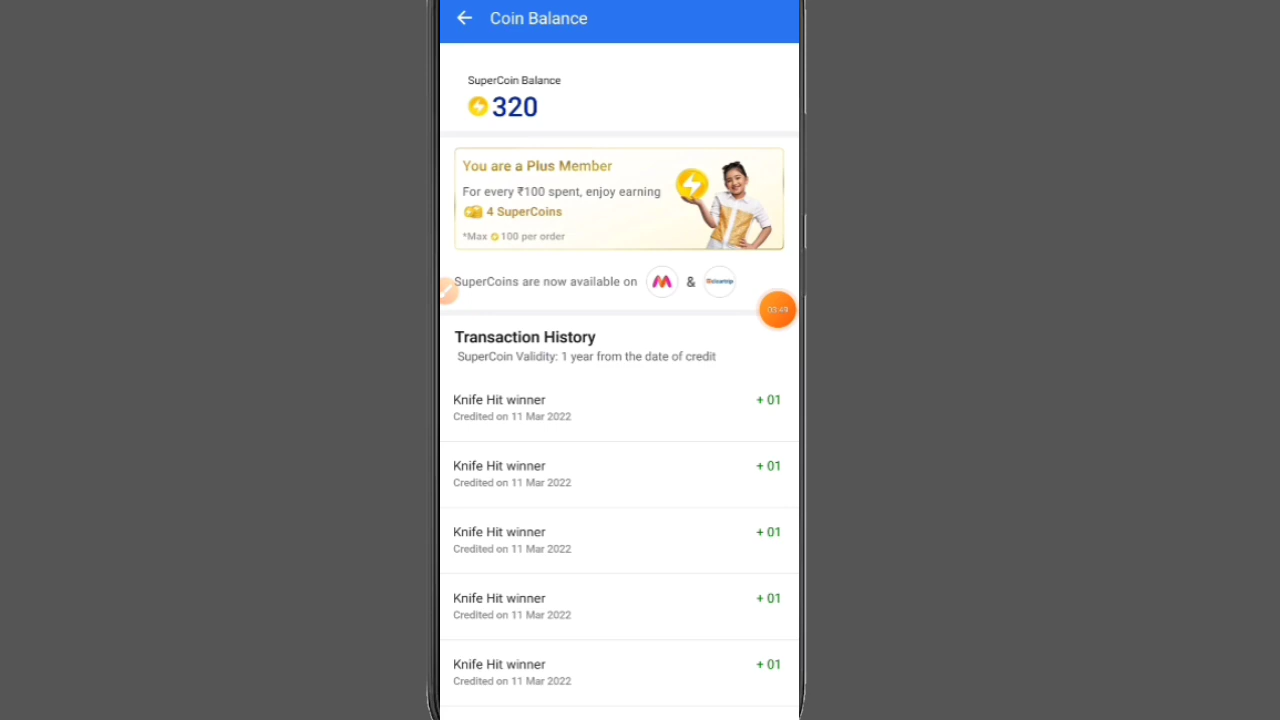 Coin Balance
SuperCoin Balance
320
You are a Plus Member
For every ₹100 spent, enjoy earning
4 SuperCoins
*Max 100 per order
SuperCoins are now available on & cleartrip
03:49
Transaction History
SuperCoin Validity: 1 year from the date of credit
Knife Hit winner + 01
Credited on 11 Mar 2022
Knife Hit winner + 01
Credited on 11 Mar 2022
Knife Hit winner + 01
Credited on 11 Mar 2022
Knife Hit winner + 01
Credited on 11 Mar 2022
Knife Hit winner + 01
Credited on 11 Mar 2022